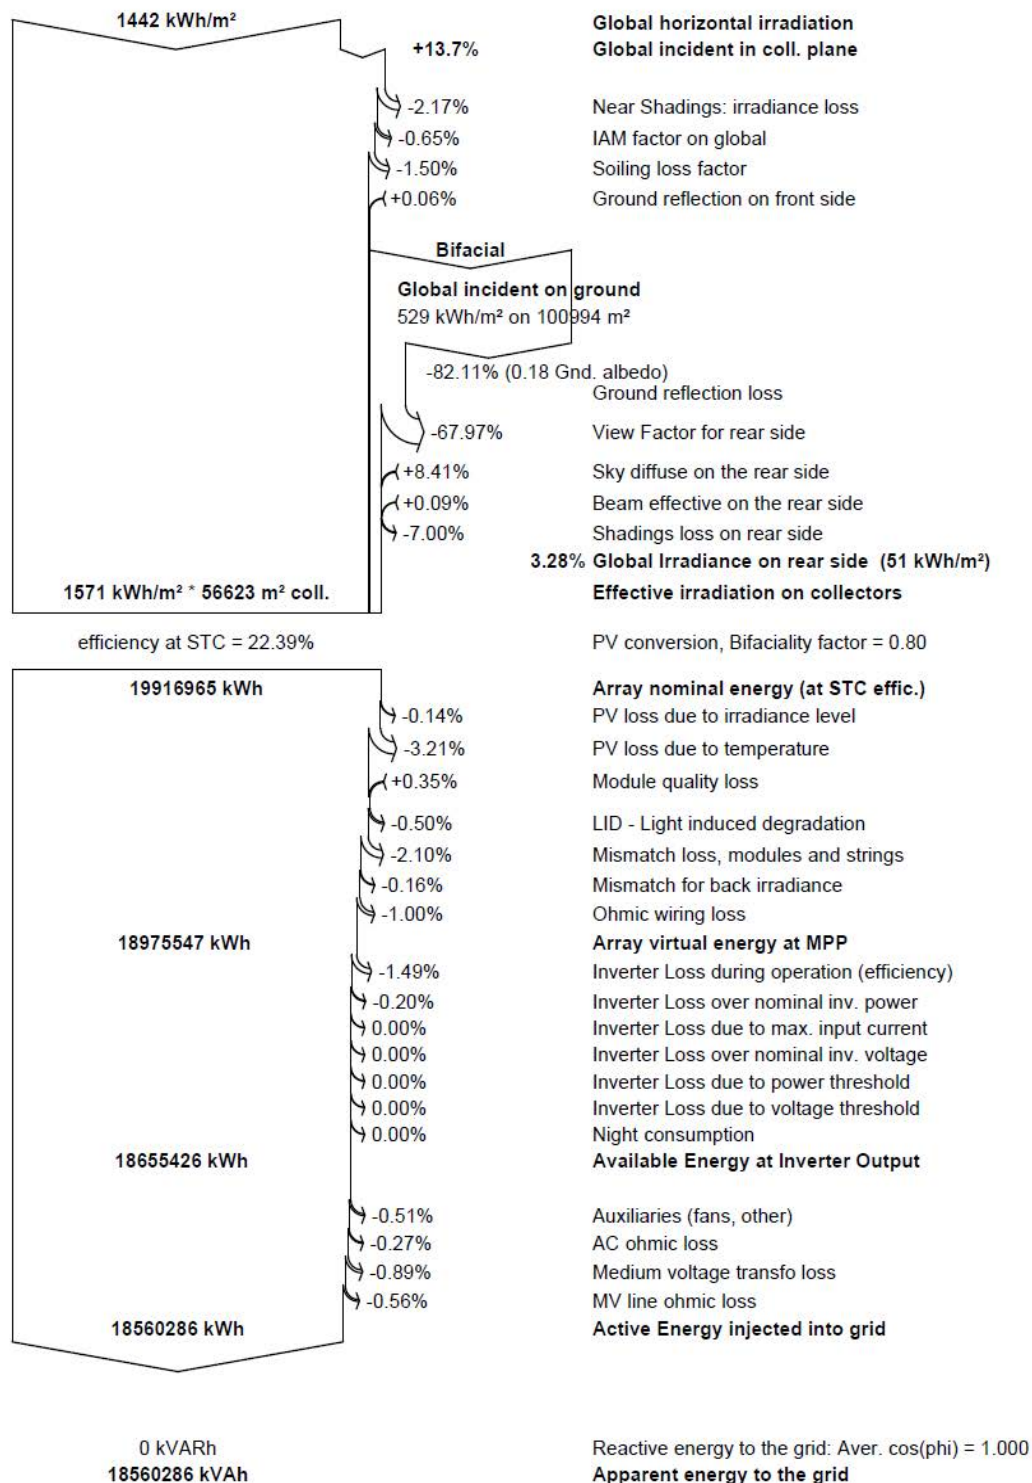 1442 kWh/m² Global horizontal irradiation
+13.7% Global incident in coll. plane
-2.17% Near Shadings: irradiance loss
-0.65% IAM factor on global
-1.50% Soiling loss factor
+0.06% Ground reflection on front side
Bifacial
Global incident on ground
529 kWh/m² on 100994 m²
-82.11% (0.18 Gnd. albedo)
Ground reflection loss
-67.97% View Factor for rear side
+8.41% Sky diffuse on the rear side
+0.09% Beam effective on the rear side
-7.00% Shadings loss on rear side
3.28% Global Irradiance on rear side (51 kWh/m²)
1571 kWh/m² * 56623 m² coll. Effective irradiation on collectors
efficiency at STC = 22.39% PV conversion, Bifaciality factor = 0.80
19916965 kWh Array nominal energy (at STC effic.)
-0.14% PV loss due to irradiance level
-3.21% PV loss due to temperature
+0.35% Module quality loss
-0.50% LID - Light induced degradation
-2.10% Mismatch loss, modules and strings
-0.16% Mismatch for back irradiance
-1.00% Ohmic wiring loss
18975547 kWh Array virtual energy at MPP
-1.49% Inverter Loss during operation (efficiency)
-0.20% Inverter Loss over nominal inv. power
0.00% Inverter Loss due to max. input current
0.00% Inverter Loss over nominal inv. voltage
0.00% Inverter Loss due to power threshold
0.00% Inverter Loss due to voltage threshold
0.00% Night consumption
18655426 kWh Available Energy at Inverter Output
-0.51% Auxiliaries (fans, other)
-0.27% AC ohmic loss
-0.89% Medium voltage transfo loss
-0.56% MV line ohmic loss
18560286 kWh Active Energy injected into grid
0 kVARh Reactive energy to the grid: Aver. cos(phi) = 1.000
18560286 kVAh Apparent energy to the grid